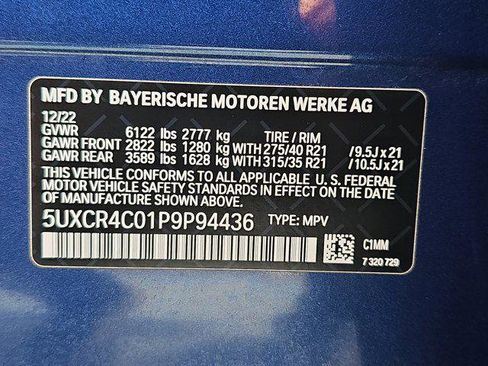 MFD BY BAYERISCHE MOTOREN WERKE AG
12/22
GVWR 6122 lbs 2777 kg TIRE / RIM
GAWR FRONT 2822 lbs 1280 kg WITH 275/40 R21 /9.5J x 21
GAWR REAR 3589 lbs 1628 kg WITH 315/35 R21 /10.5J x 21
THIS VEHICLE CONFORMS TO ALL APPLICABLE U.S. FEDERAL
MOTOR VEHICLE SAFETY STANDARDS IN EFFECT ON THE DATE
OF MANUFACTURE SHOWN ABOVE.
5UXCR4C01P9P94436 TYPE: MPV
C1MM
7 320 729